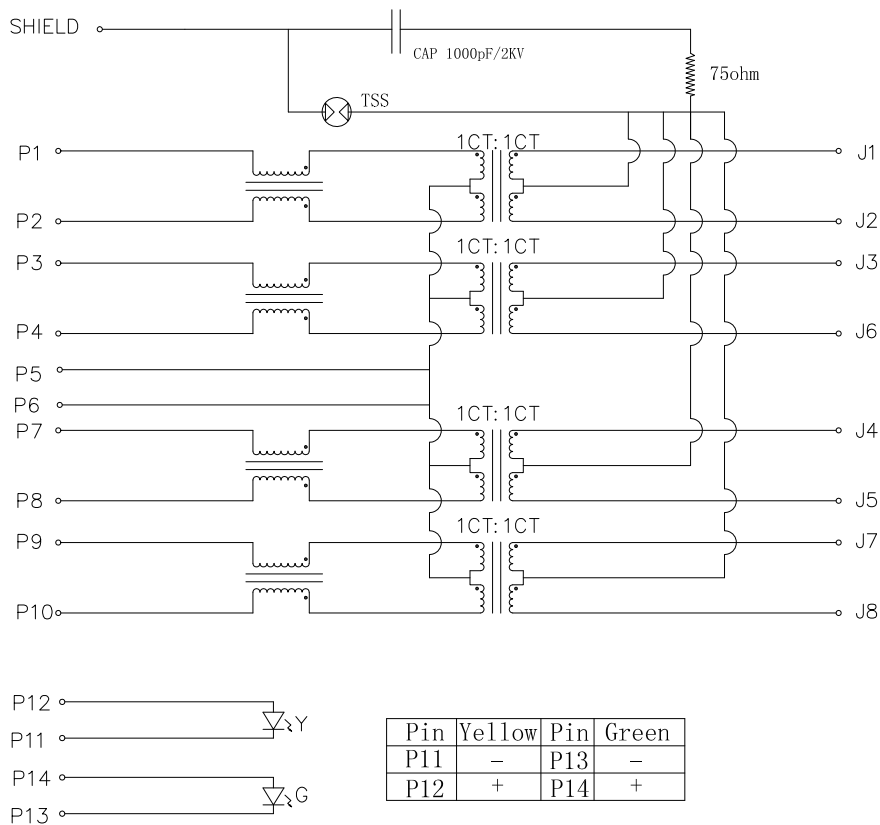 SHIELD
CAP 1000pF/2KV
75ohm
TSS
1CT:1CT
P1
J1
P2
J2
1CT:1CT
P3
J3
P4
J6
P5
P6
1CT:1CT
P7
J4
P8
J5
1CT:1CT
P9
J7
P10
J8
P12
Y
P11
P14
G
P13
Pin Yellow Pin Green
P11 - P13 -
P12 + P14 +